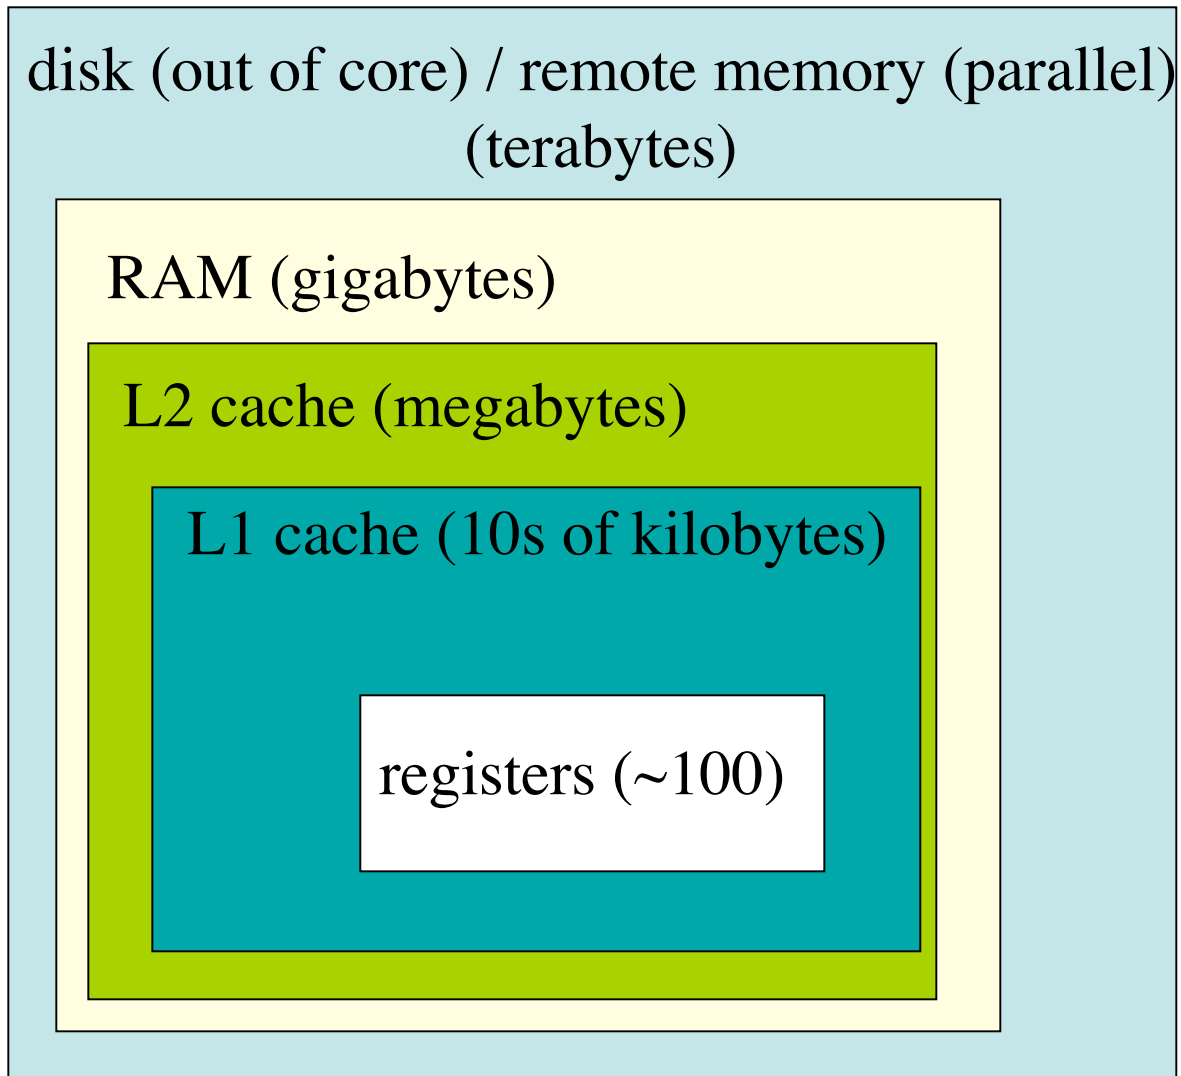 disk (out of core) / remote memory (parallel)
(terabytes)
RAM (gigabytes)
L2 cache (megabytes)
L1 cache (10s of kilobytes)
registers (~100)